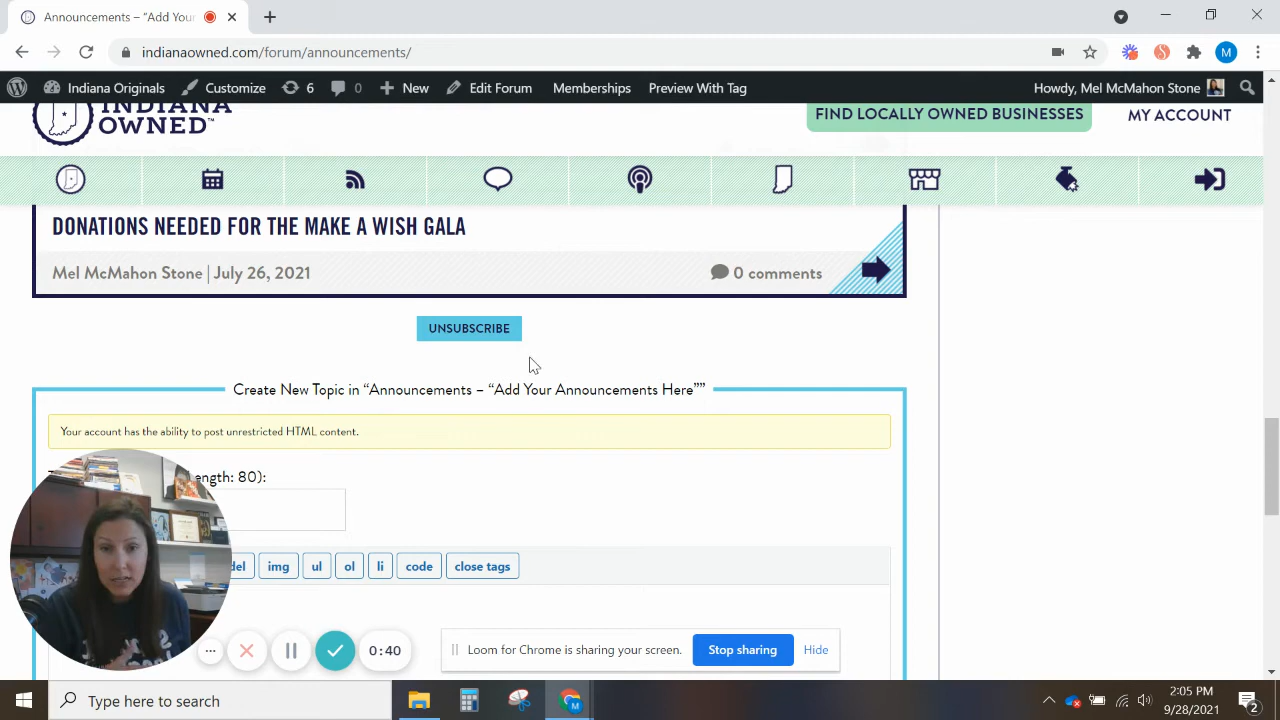 Announcements – "Add Your
indianaowned.com/forum/announcements/
M
Indiana Originals
Customize
6
0
New
Edit Forum
Memberships
Preview With Tag
Howdy, Mel McMahon Stone
INDIANA
OWNED™
FIND LOCALLY OWNED BUSINESSES
MY ACCOUNT
DONATIONS NEEDED FOR THE MAKE A WISH GALA
Mel McMahon Stone | July 26, 2021
0 comments
UNSUBSCRIBE
Create New Topic in “Announcements – “Add Your Announcements Here””
Your account has the ability to post unrestricted HTML content.
ength: 80):
del
img
ul
ol
li
code
close tags
0:40
Loom for Chrome is sharing your screen.
Stop sharing
Hide
Type here to search
M
2:05 PM
9/28/2021
2